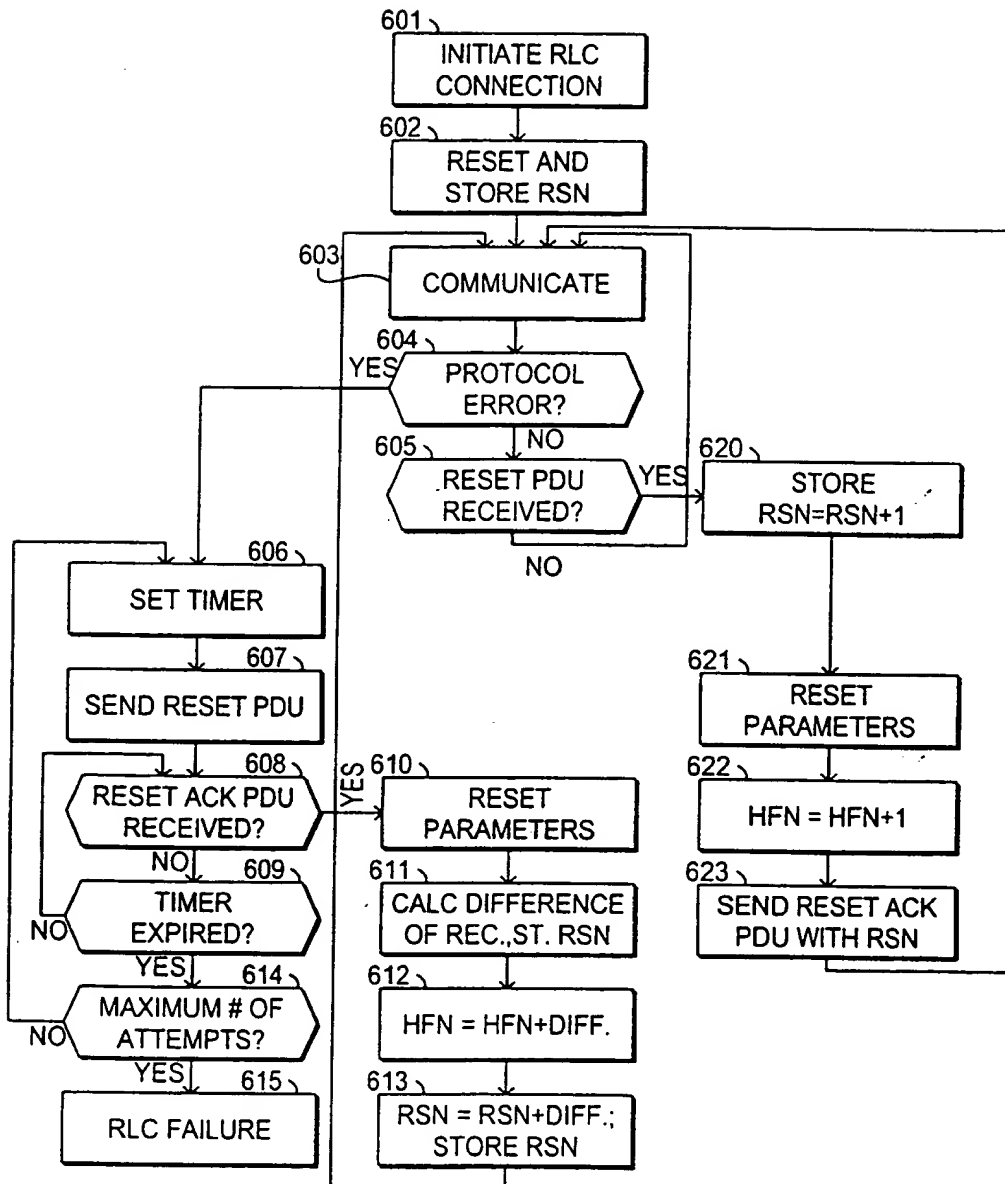 601
INITIATE RLC
CONNECTION
602
RESET AND
STORE RSN
603
COMMUNICATE
604
YES
PROTOCOL
ERROR?
NO
605
RESET PDU
RECEIVED?
YES
NO
620
STORE
RSN=RSN+1
606
SET TIMER
607
SEND RESET PDU
608
RESET ACK PDU
RECEIVED?
YES
NO
609
TIMER
EXPIRED?
NO
YES
614
MAXIMUM # OF
ATTEMPTS?
NO
YES
615
RLC FAILURE
610
RESET
PARAMETERS
611
CALC DIFFERENCE
OF REC.,ST. RSN
612
HFN = HFN+DIFF.
613
RSN = RSN+DIFF.;
STORE RSN
621
RESET
PARAMETERS
622
HFN = HFN+1
623
SEND RESET ACK
PDU WITH RSN